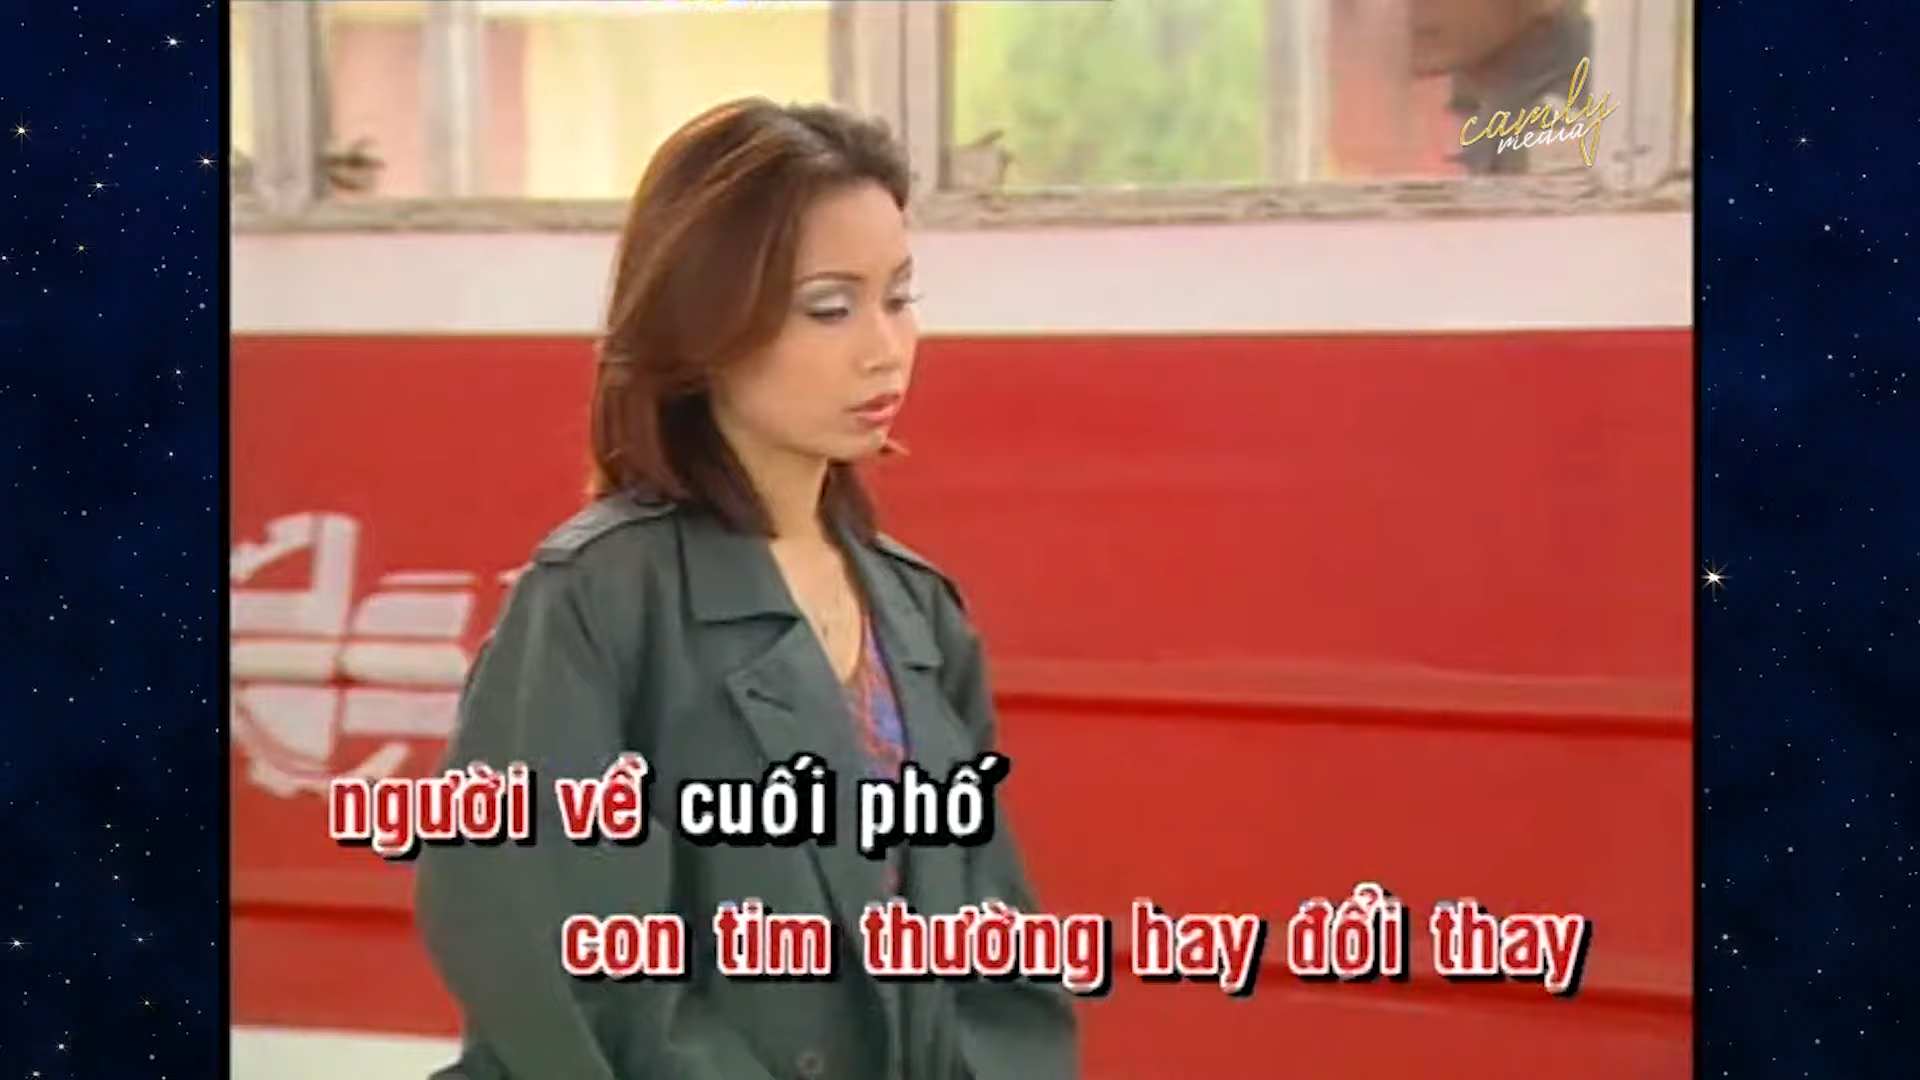 camly
media
người về cuối phố
con tim thường hay đổi thay